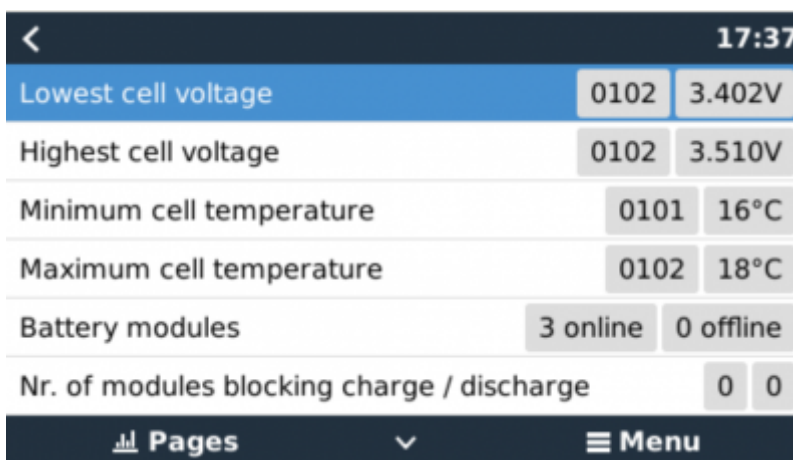 17:37
Lowest cell voltage 0102 3.402V
Highest cell voltage 0102 3.510V
Minimum cell temperature 0101 16°C
Maximum cell temperature 0102 18°C
Battery modules 3 online 0 offline
Nr. of modules blocking charge / discharge 0 0
Pages Menu